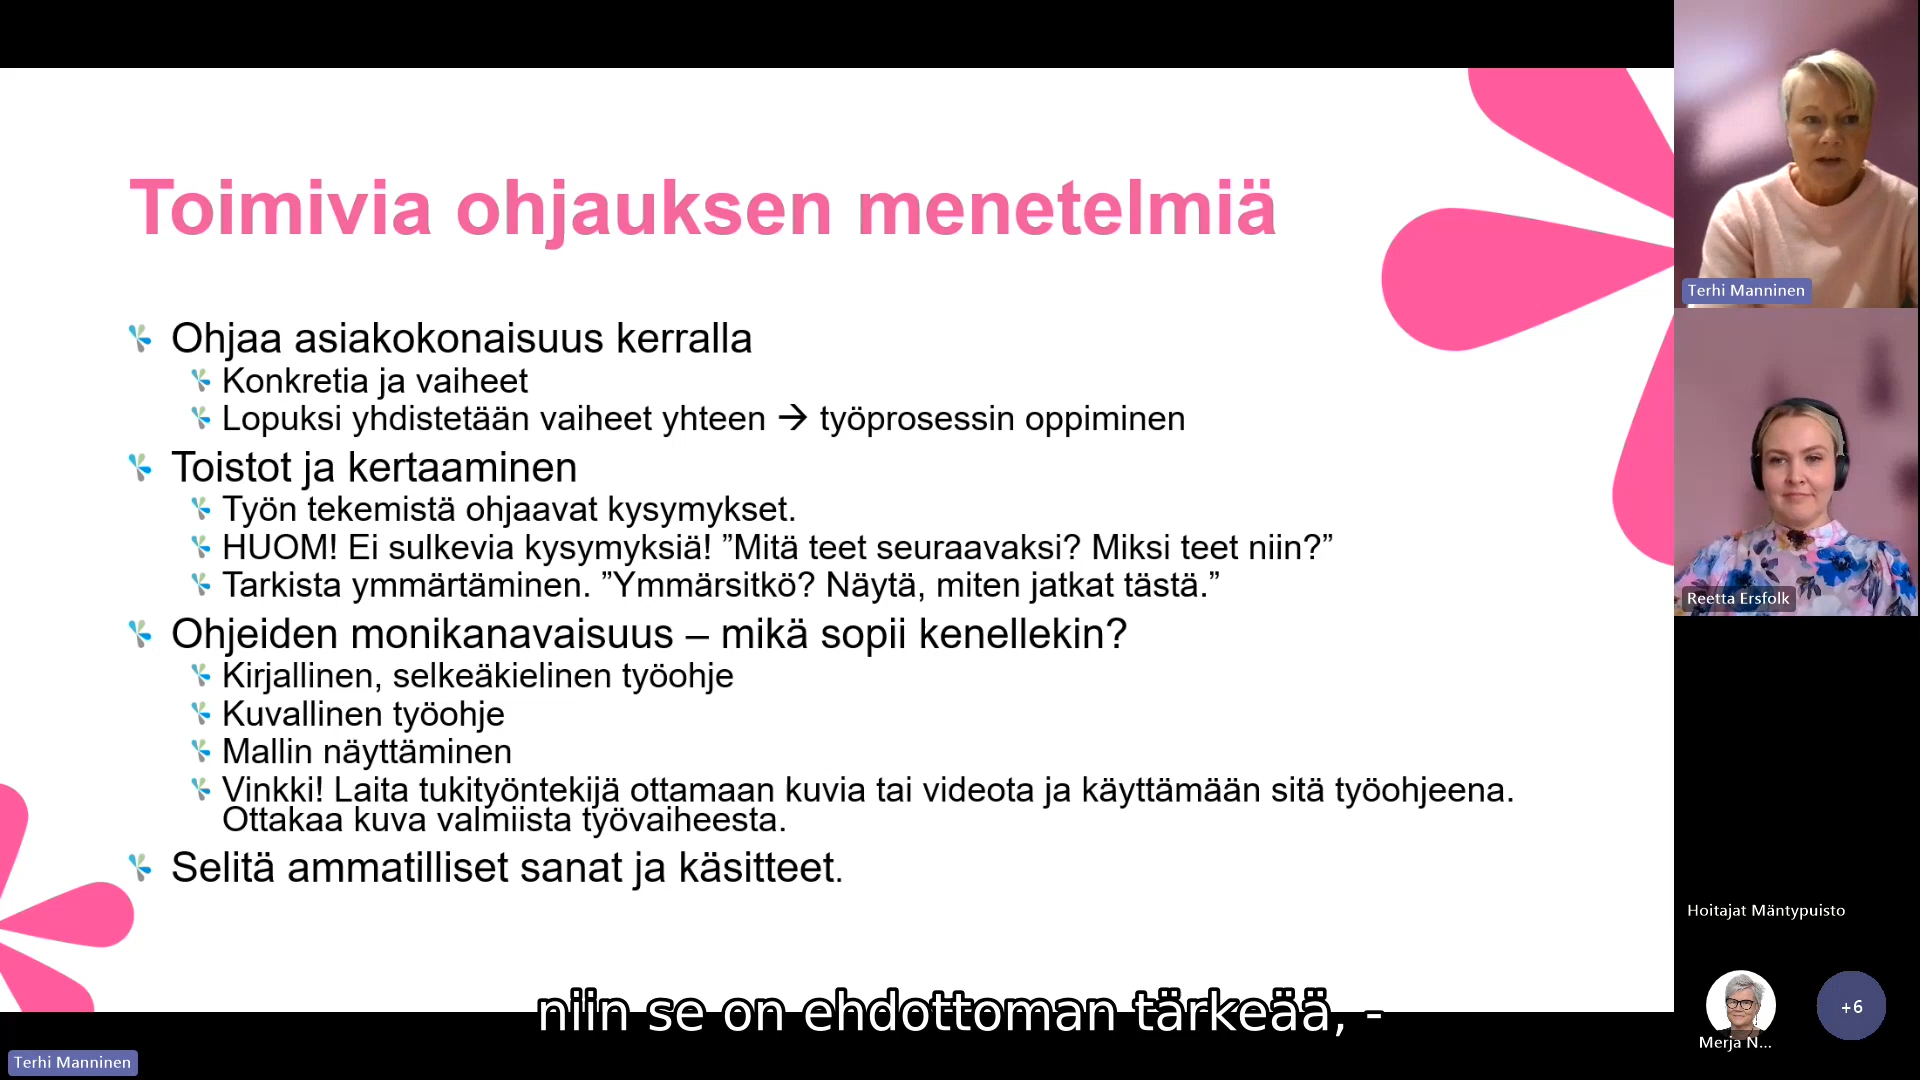 Toimivia ohjauksen menetelmiä
Ohjaa asiakokonaisuus kerralla
Konkretia ja vaiheet
Lopuksi yhdistetään vaiheet yhteen → työprosessin oppiminen
Toistot ja kertaaminen
Työn tekemistä ohjaavat kysymykset.
HUOM! Ei sulkevia kysymyksiä! ”Mitä teet seuraavaksi? Miksi teet niin?”
Tarkista ymmärtäminen. ”Ymmärsitkö? Näytä, miten jatkat tästä.”
Ohjeiden monikanavaisuus – mikä sopii kenellekin?
Kirjallinen, selkeäkielinen työohje
Kuvallinen työohje
Mallin näyttäminen
Vinkki! Laita tukityöntekijä ottamaan kuvia tai videota ja käyttämään sitä työohjeena.
Ottakaa kuva valmiista työvaiheesta.
Selitä ammatilliset sanat ja käsitteet.
niin se on ehdottoman tärkeää, -
Terhi Manninen
Terhi Manninen
Reetta Ersfolk
Hoitajat Mäntypuisto
+6
Merja N...